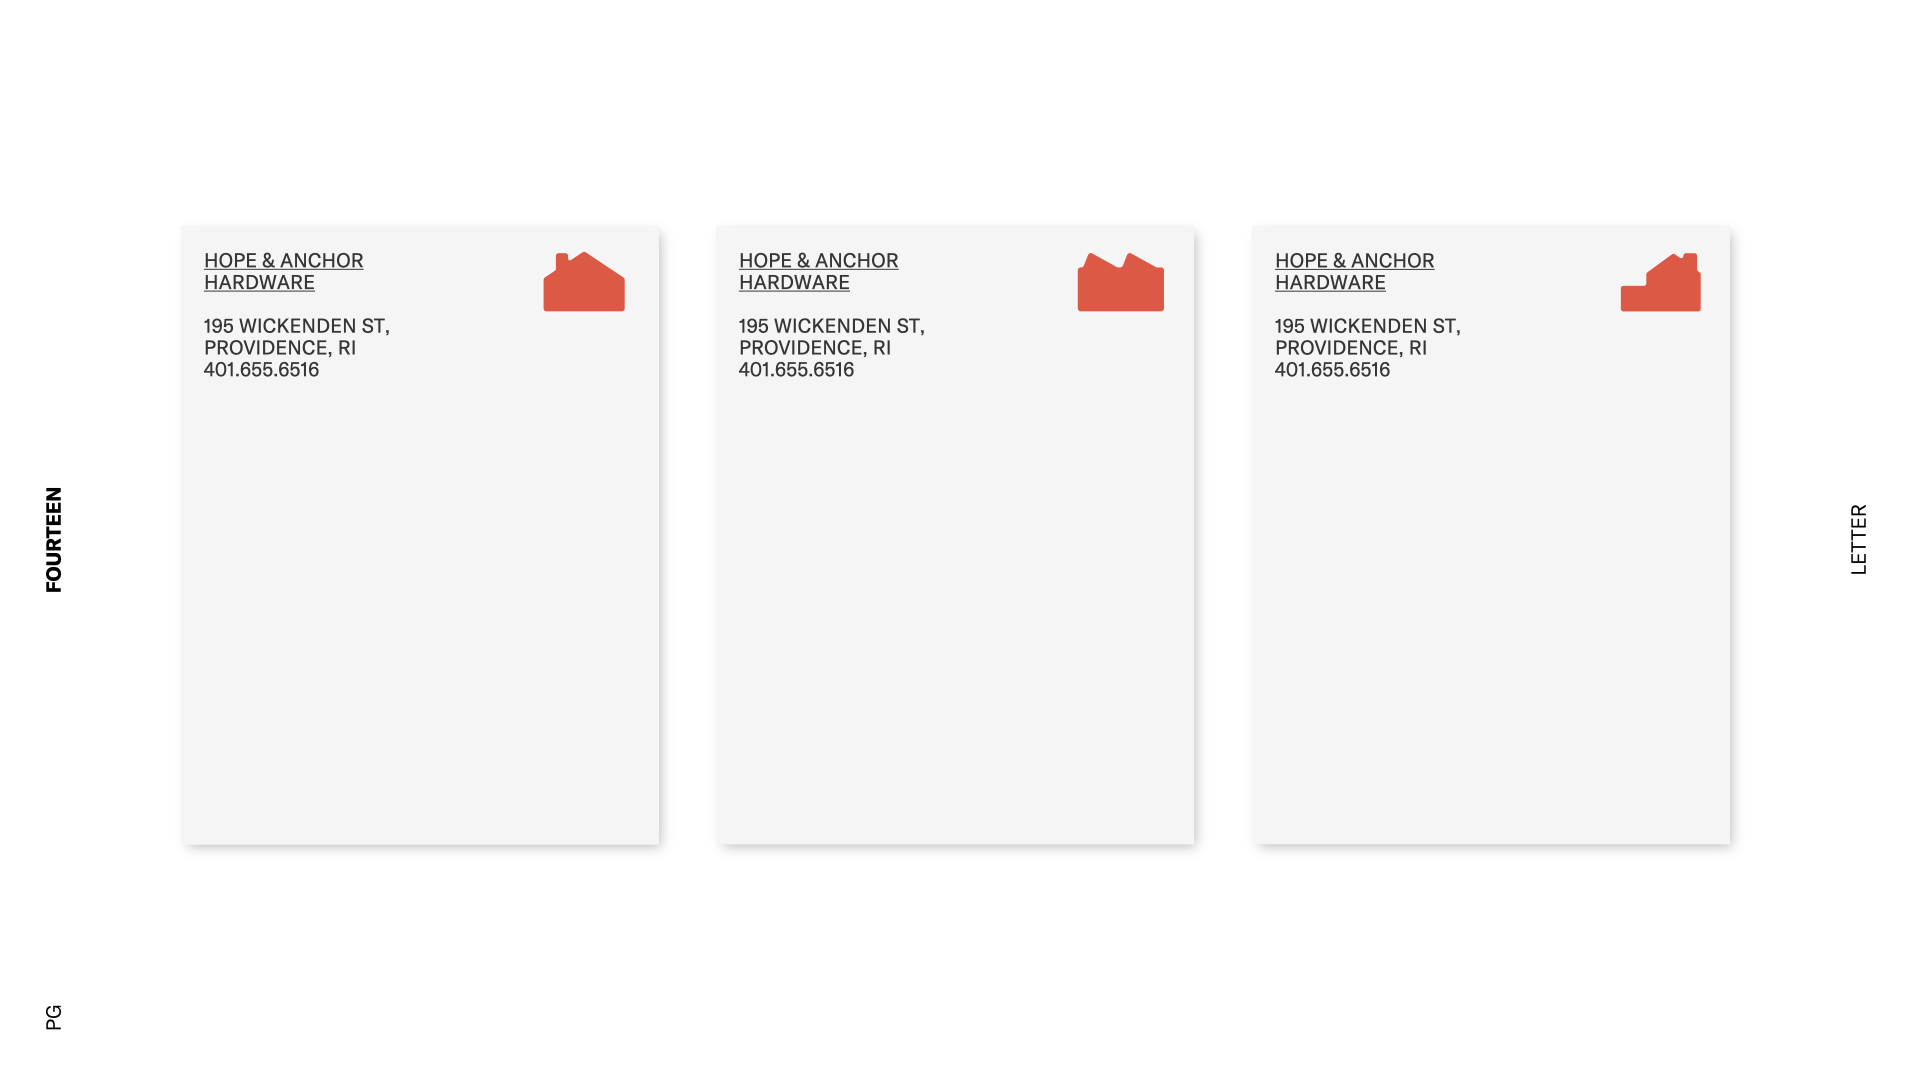 HOPE & ANCHOR
HARDWARE
195 WICKENDEN ST,
PROVIDENCE, RI
401.655.6516
HOPE & ANCHOR
HARDWARE
195 WICKENDEN ST,
PROVIDENCE, RI
401.655.6516
HOPE & ANCHOR
HARDWARE
195 WICKENDEN ST,
PROVIDENCE, RI
401.655.6516
FOURTEEN
LETTER
PG